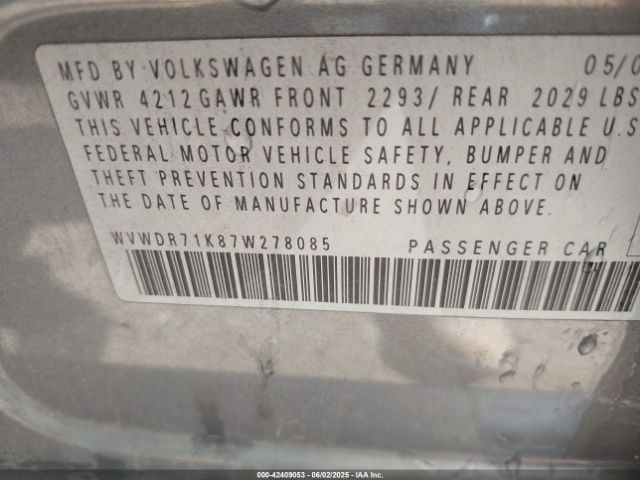 MFD BY VOLKSWAGEN AG GERMANY 05/0
GVWR 4212 GAWR FRONT 2293/ REAR 2029 LBS
THIS VEHICLE CONFORMS TO ALL APPLICABLE U.S
FEDERAL MOTOR VEHICLE SAFETY, BUMPER AND
THEFT PREVENTION STANDARDS IN EFFECT ON
THE DATE OF MANUFACTURE SHOWN ABOVE.
WVWDR71K87W278085 PASSENGER CAR
000-42409053 - 06/02/2025 - IAA Inc.